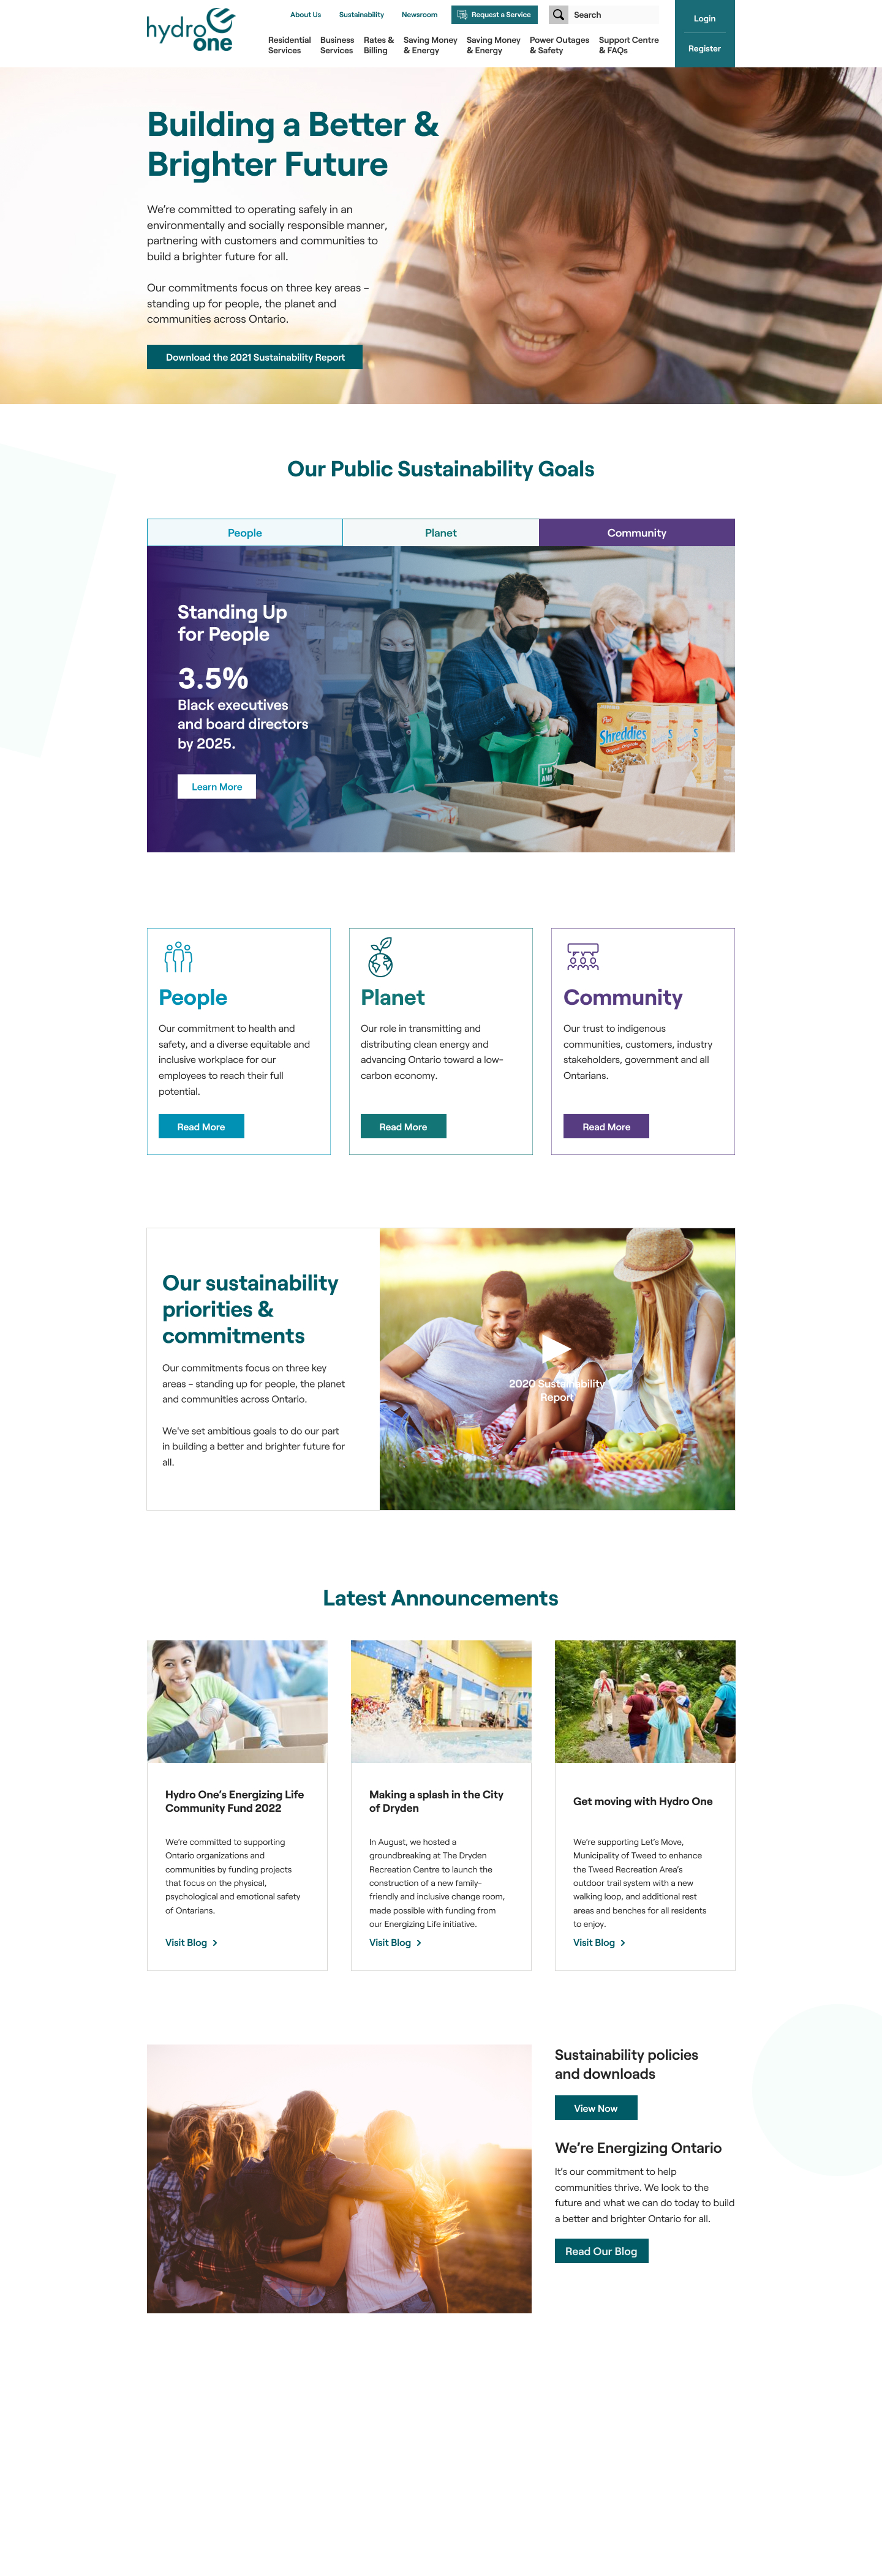 hydro
one
About Us
Sustainability
Newsroom
Request a Service
Search
Login
Register
Residential
Services
Business
Services
Rates &
Billing
Saving Money
& Energy
Saving Money
& Energy
Power Outages
& Safety
Support Centre
& FAQs
Building a Better &
Brighter Future
We’re committed to operating safely in an
environmentally and socially responsible manner,
partnering with customers and communities to
build a brighter future for all.
Our commitments focus on three key areas –
standing up for people, the planet and
communities across Ontario.
Download the 2021 Sustainability Report
Our Public Sustainability Goals
People
Planet
Community
Standing Up
for People
3.5%
Black executives
and board directors
by 2025.
Learn More
Post
Shreddies
Original
I'M
AND
People
Our commitment to health and
safety, and a diverse equitable and
inclusive workplace for our
employees to reach their full
potential.
Read More
Planet
Our role in transmitting and
distributing clean energy and
advancing Ontario toward a low-
carbon economy.
Read More
Community
Our trust to indigenous
communities, customers, industry
stakeholders, government and all
Ontarians.
Read More
Our sustainability
priorities &
commitments
Our commitments focus on three key
areas – standing up for people, the planet
and communities across Ontario.
We’ve set ambitious goals to do our part
in building a better and brighter future for
all.
2020 Sustainability
Report
Latest Announcements
Hydro One’s Energizing Life
Community Fund 2022
We’re committed to supporting
Ontario organizations and
communities by funding projects
that focus on the physical,
psychological and emotional safety
of Ontarians.
Visit Blog
Making a splash in the City
of Dryden
In August, we hosted a
groundbreaking at The Dryden
Recreation Centre to launch the
construction of a new family-
friendly and inclusive change room,
made possible with funding from
our Energizing Life initiative.
Visit Blog
Get moving with Hydro One
We’re supporting Let’s Move,
Municipality of Tweed to enhance
the Tweed Recreation Area’s
outdoor trail system with a new
walking loop, and additional rest
areas and benches for all residents
to enjoy.
Visit Blog
Sustainability policies
and downloads
View Now
We’re Energizing Ontario
It’s our commitment to help
communities thrive. We look to the
future and what we can do today to build
a better and brighter Ontario for all.
Read Our Blog